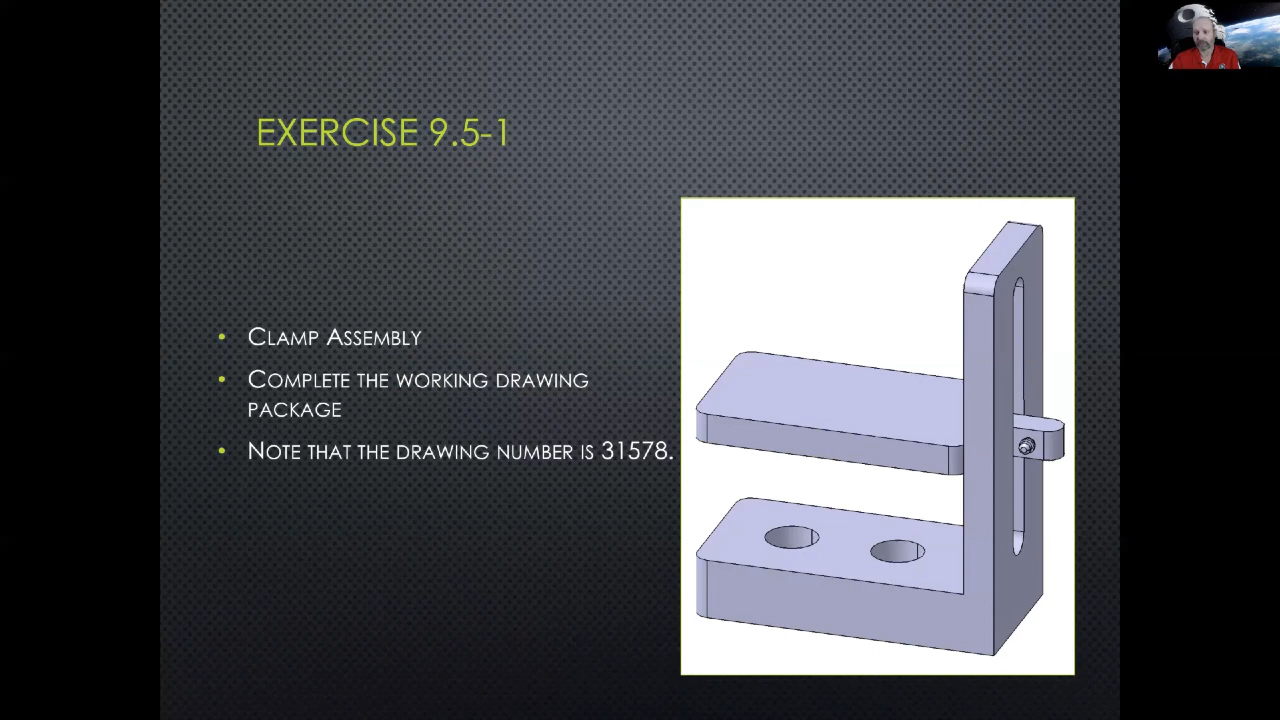 EXERCISE 9.5-1
• CLAMP ASSEMBLY
• COMPLETE THE WORKING DRAWING
PACKAGE
• NOTE THAT THE DRAWING NUMBER IS 31578.